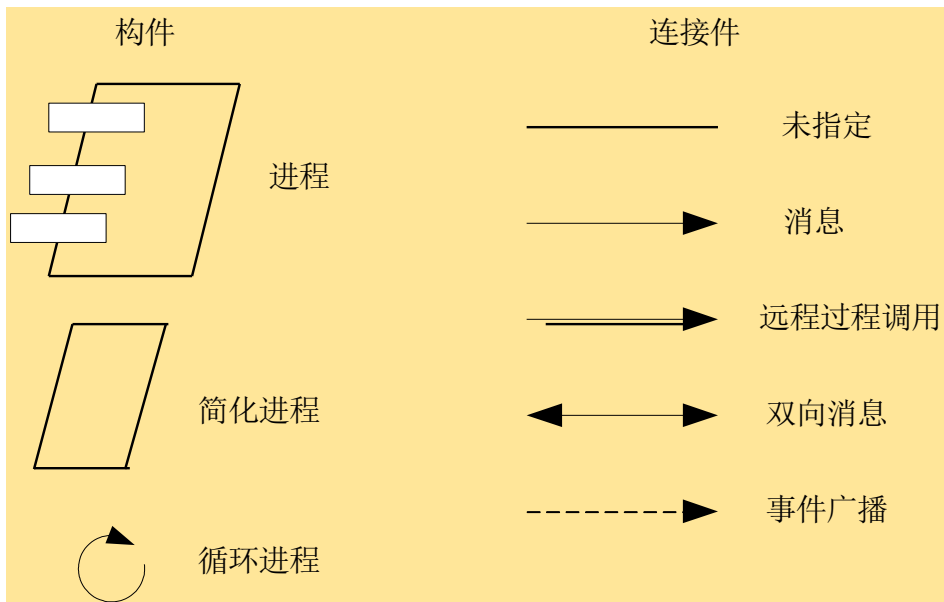 构件
进程
简化进程
循环进程
连接件
未指定
消息
远程过程调用
双向消息
事件广播